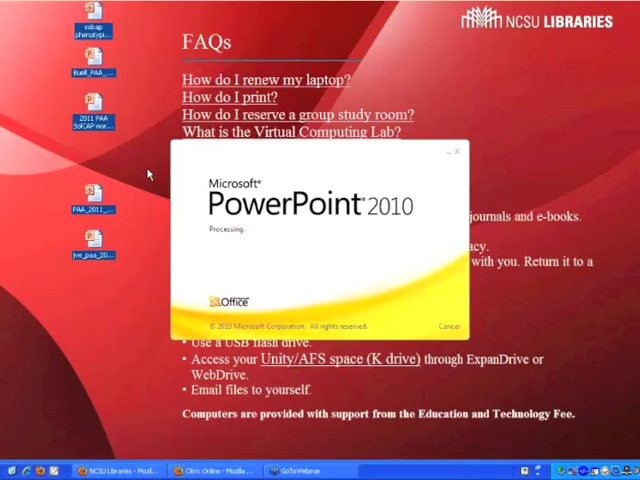 solcap
phenotypi...
Buell_PAA_...
2011 PAA
SolCAP wor...
PAA_2011_...
jve_paa_20...
NCSU LIBRARIES
FAQs
How do I renew my laptop?
How do I print?
How do I reserve a group study room?
What is the Virtual Computing Lab?
journals and e-books.
acy.
with you. Return it to a
Microsoft®
PowerPoint® 2010
Processing.
Office
© 2010 Microsoft Corporation. All rights reserved.
Cancel
• Use a USB flash drive.
• Access your Unity/AFS space (K drive) through ExpanDrive or
WebDrive.
• Email files to yourself.
Computers are provided with support from the Education and Technology Fee.
NCSU Libraries - Mozil...
Citrix Online - Mozilla ...
GoToWebinar